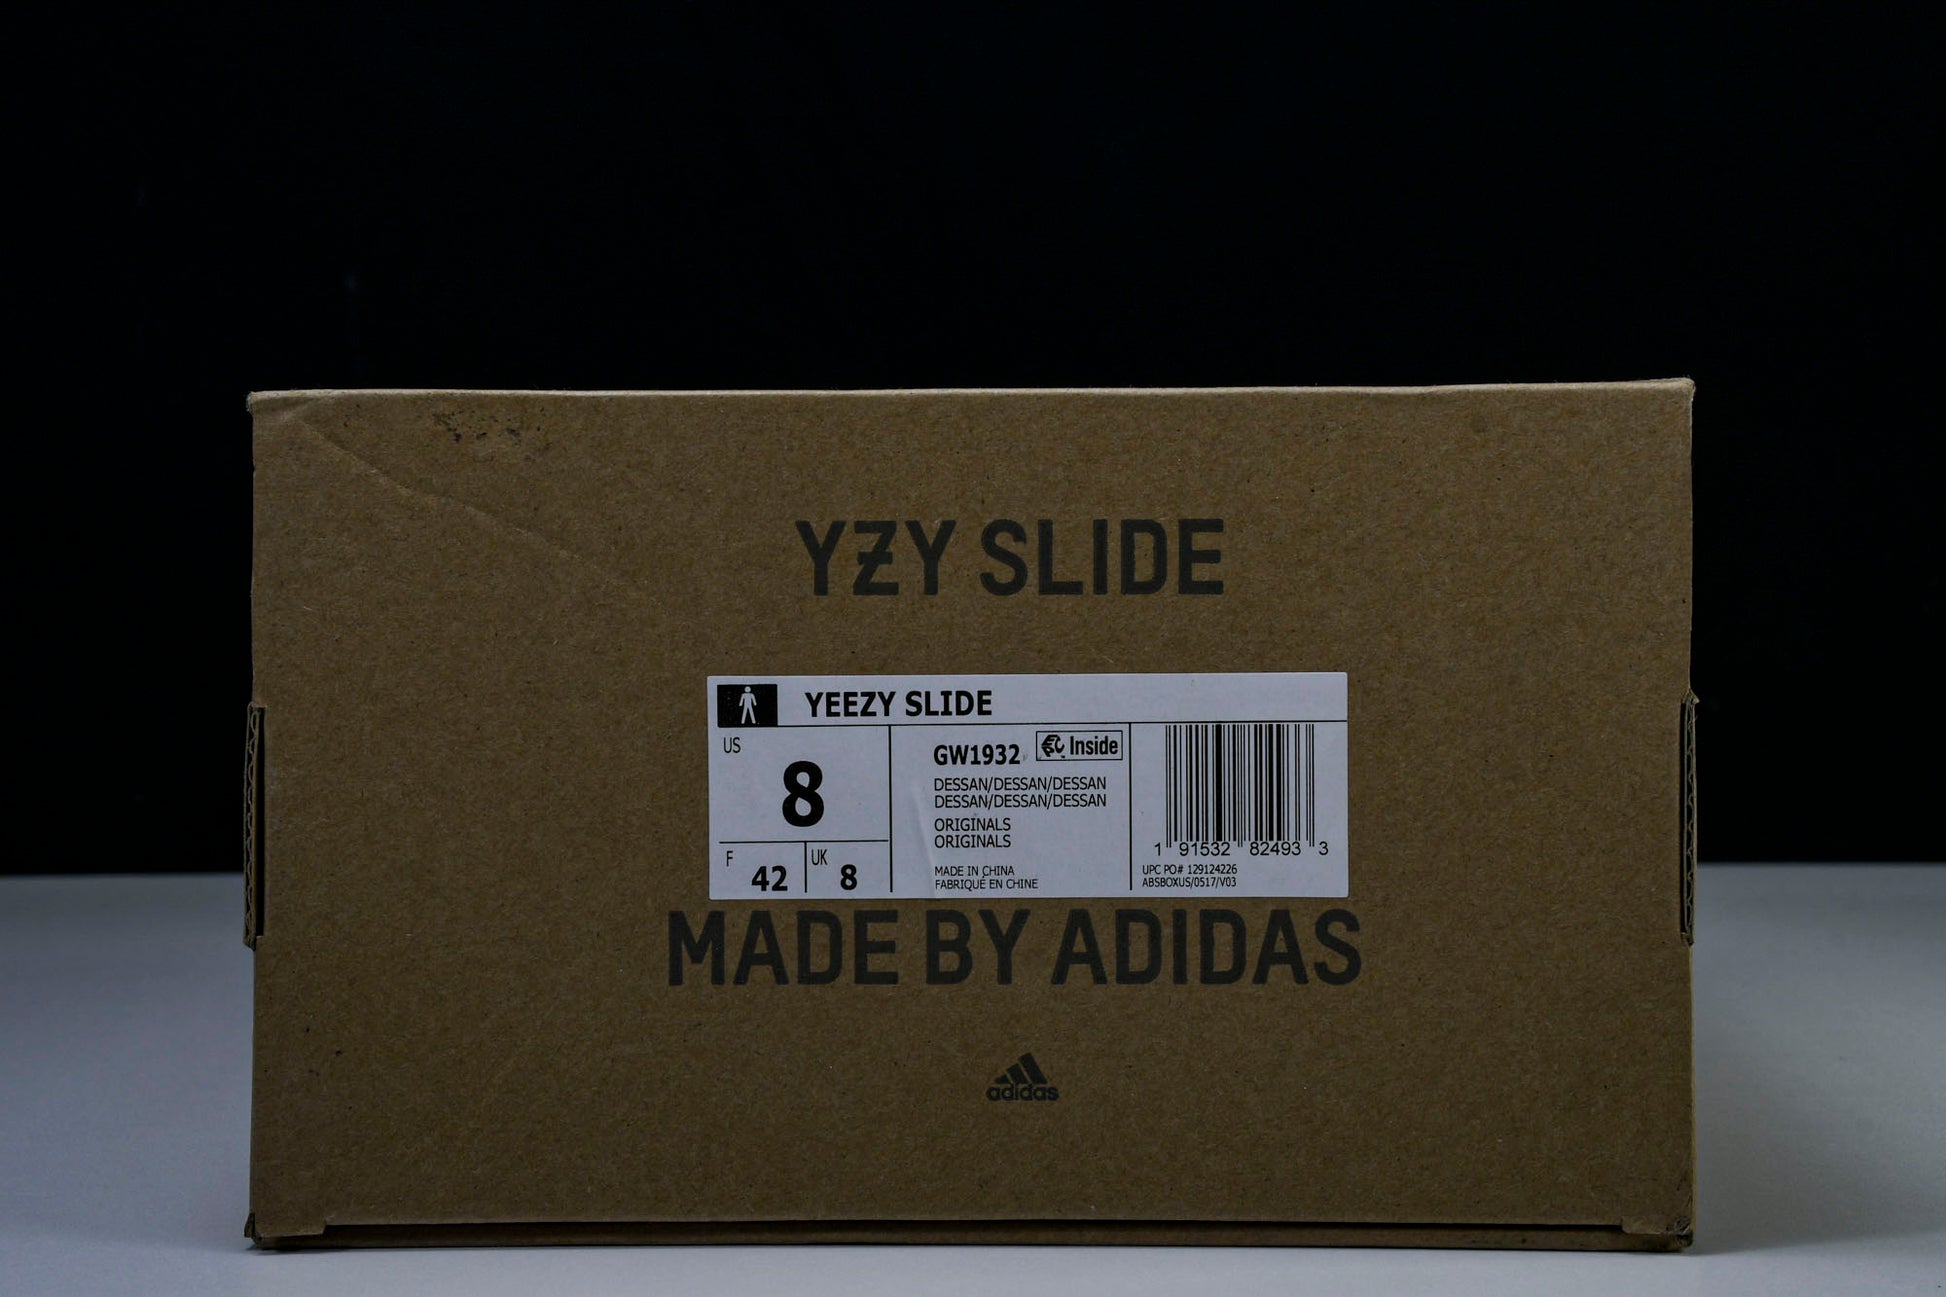 YZY SLIDE
YEEZY SLIDE
US
8
F
42
UK
8
GW1932
Inside
DESSAN/DESSAN/DESSAN
DESSAN/DESSAN/DESSAN
ORIGINALS
ORIGINALS
MADE IN CHINA
FABRIQUÉ EN CHINE
1 91532 82493 3
UPC PO# 129124226
ABSBOXUS/0517/V03
MADE BY ADIDAS
adidas